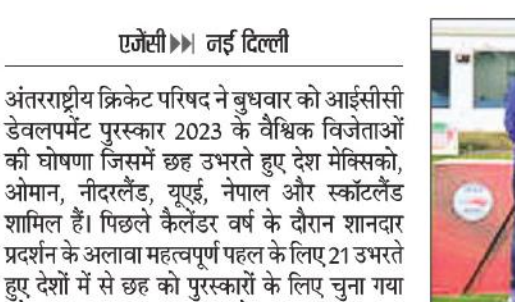 एजेंसी ▶▶| नई दिल्ली
अंतरराष्ट्रीय क्रिकेट परिषद ने बुधवार को आईसीसी
डेवलपमेंट पुरस्कार 2023 के वैश्विक विजेताओं
की घोषणा जिसमें छह उभरते हुए देश मेक्सिको,
ओमान, नीदरलैंड, यूएई, नेपाल और स्कॉटलैंड
शामिल हैं। पिछले कैलेंडर वर्ष के दौरान शानदार
प्रदर्शन के अलावा महत्वपूर्ण पहल के लिए 21 उभरते
हुए देशों में से छह को पुरस्कारों के लिए चुना गया